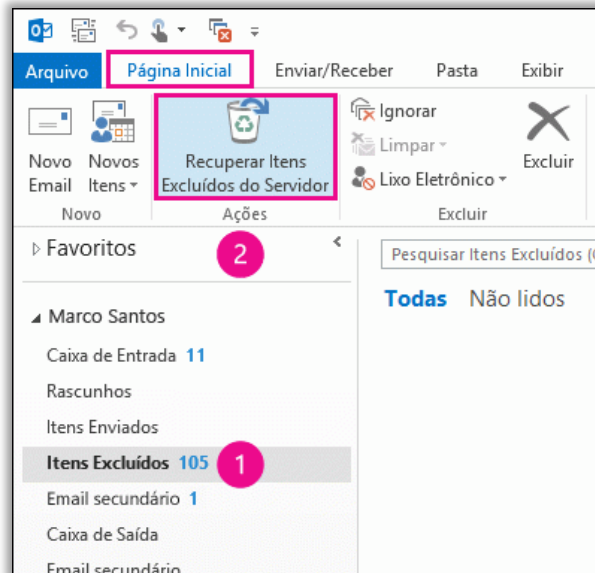 Arquivo Página Inicial Enviar/Receber Pasta Exibir
Novo Email
Novos Itens
Novo
Recuperar Itens
Excluídos do Servidor
Ações
Ignorar
Limpar
Lixo Eletrônico
Excluir
Excluir
2
Favoritos
Marco Santos
Caixa de Entrada 11
Rascunhos
Itens Enviados
Itens Excluídos 105 1
Email secundário 1
Caixa de Saída
Email secundário
Pesquisar Itens Excluídos (
Todas Não lidos